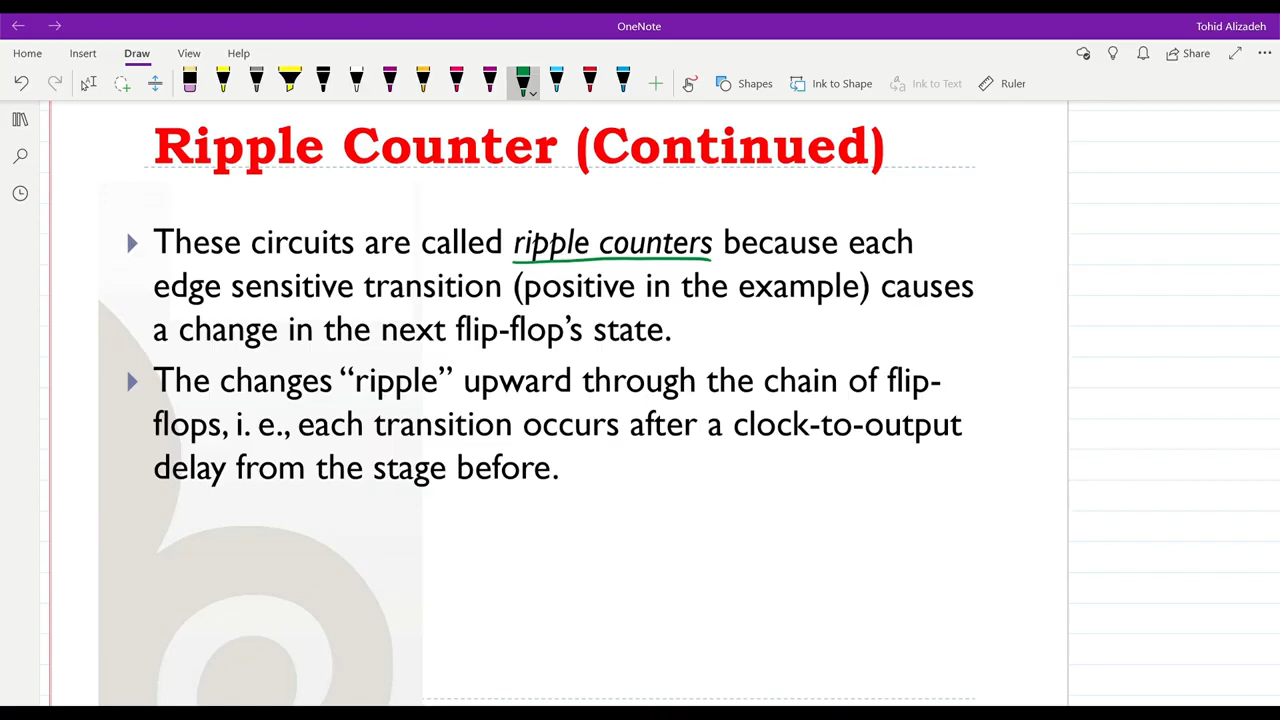 OneNote
Tohid Alizadeh
Home Insert Draw View Help
Share
Shapes Ink to Shape Ink to Text Ruler
Ripple Counter (Continued)
These circuits are called ripple counters because each
edge sensitive transition (positive in the example) causes
a change in the next flip-flop’s state.
The changes “ripple” upward through the chain of flip-
flops, i. e., each transition occurs after a clock-to-output
delay from the stage before.